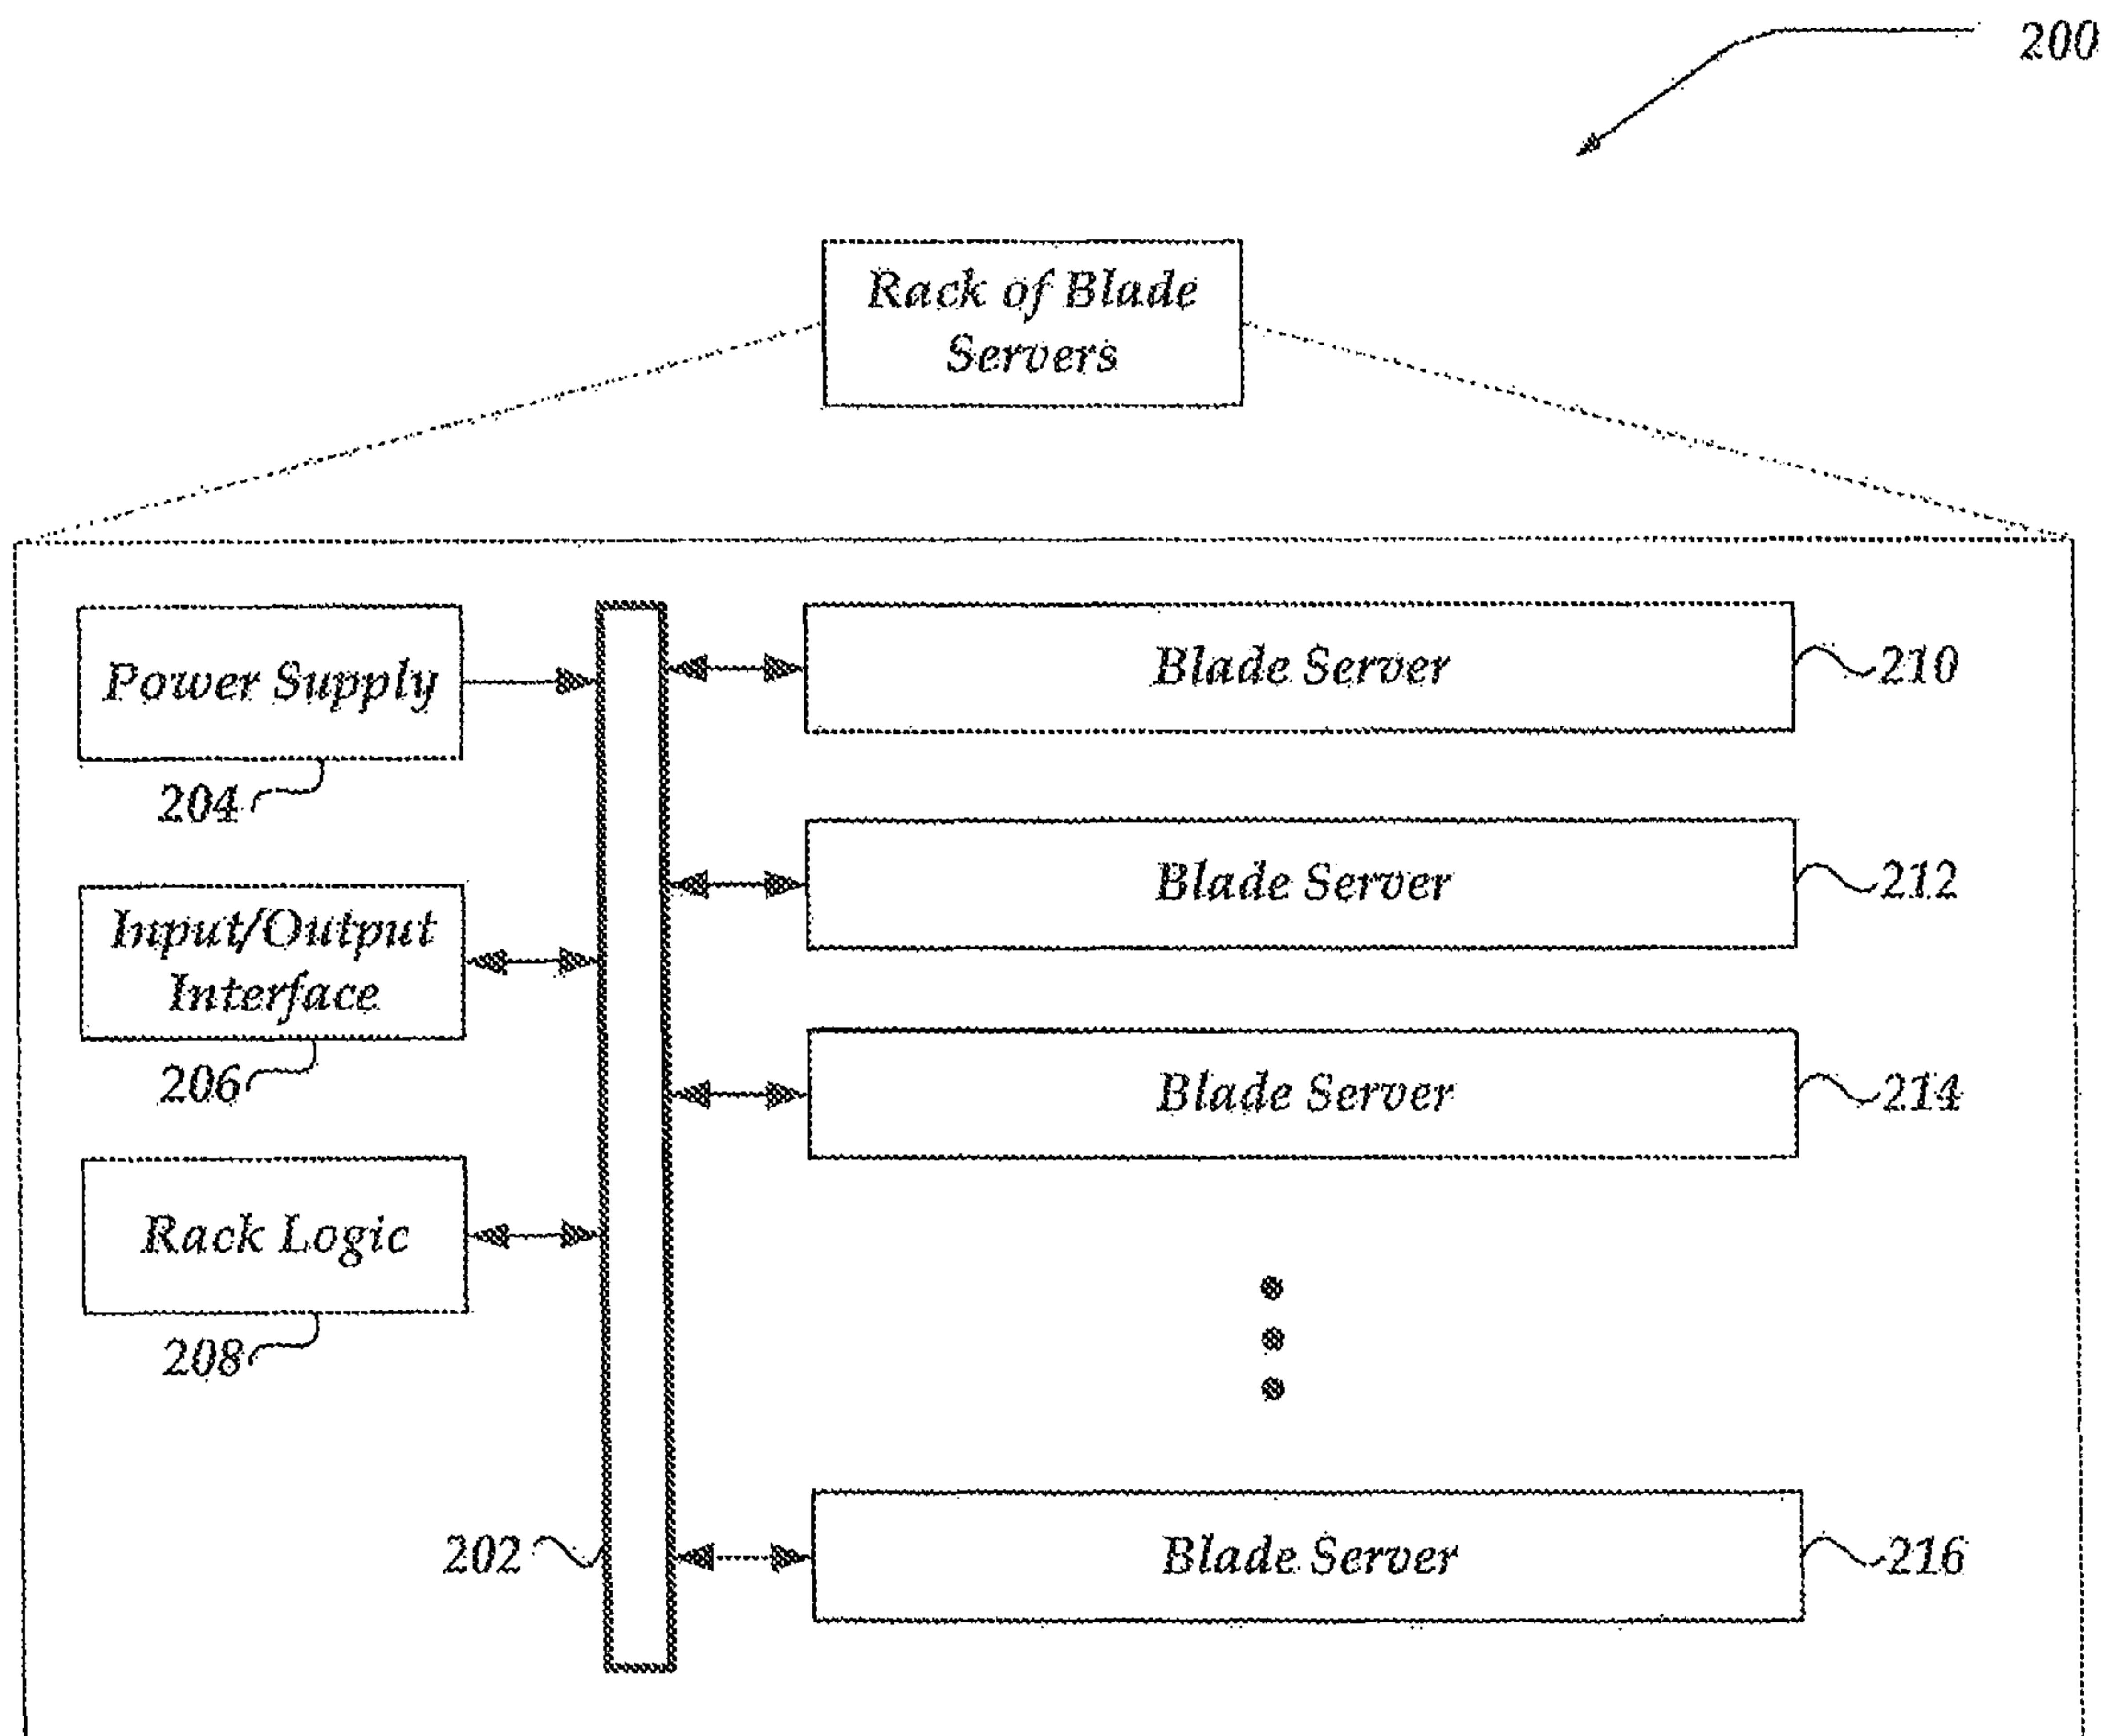 200
Rack of Blade
Servers
Power Supply
204
Input/Output
Interface
206
Rack Logic
208
202
Blade Server
210
Blade Server
212
Blade Server
214
Blade Server
216